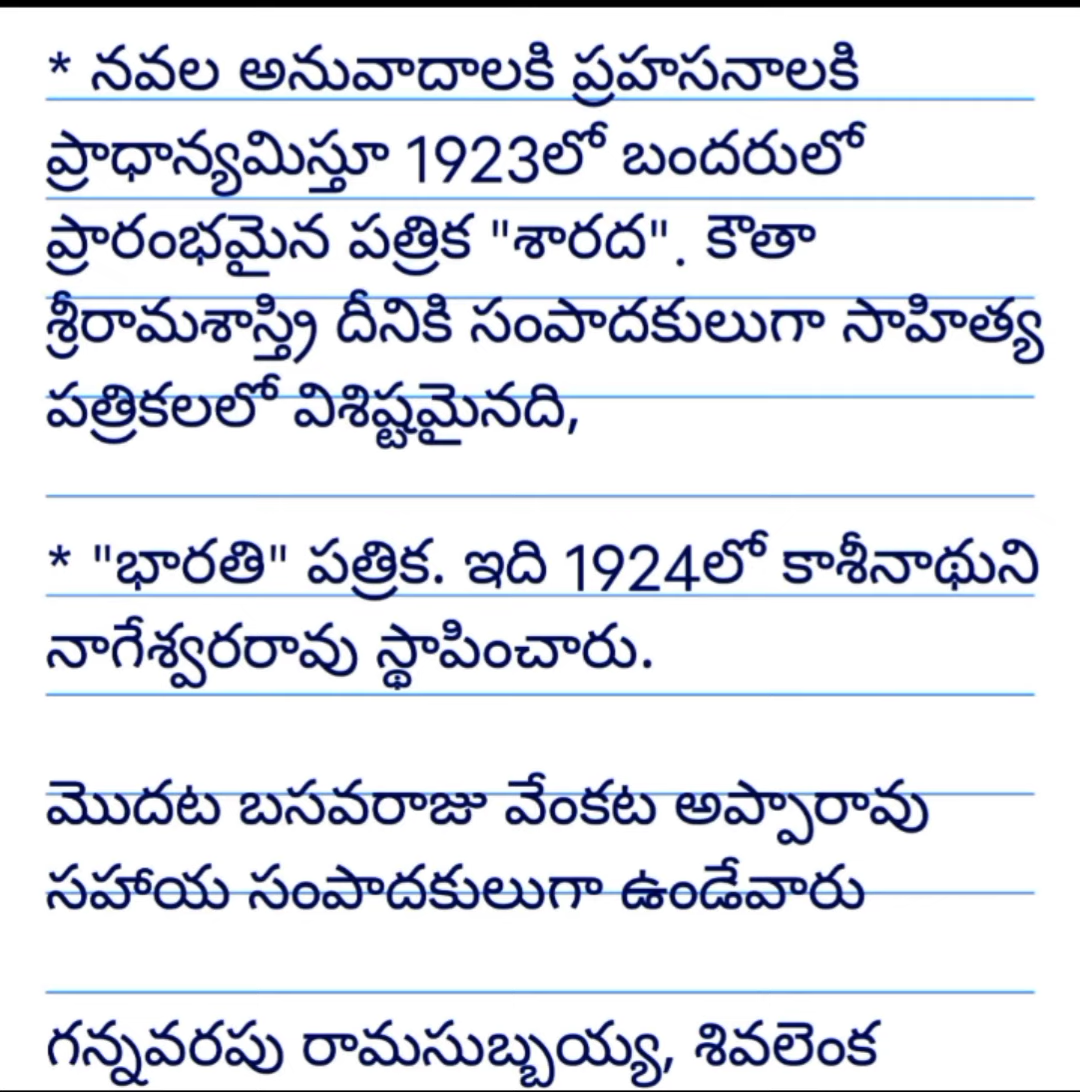 * నవల అనువాదాలకి ప్రహసనాలకి
ప్రాధాన్యమిస్తూ 1923లో బందరులో
ప్రారంభమైన పత్రిక "శారద". కౌతా
శ్రీరామశాస్త్రి దీనికి సంపాదకులుగా సాహిత్య
పత్రికలలో విశిష్టమైనది,
* "భారతి" పత్రిక. ఇది 1924లో కాశీనాథుని
నాగేశ్వరరావు స్థాపించారు.
మొదట బసవరాజు వేంకట అప్పారావు
సహాయ సంపాదకులుగా ఉండేవారు
గన్నవరపు రామసుబ్బయ్య, శివలెంక